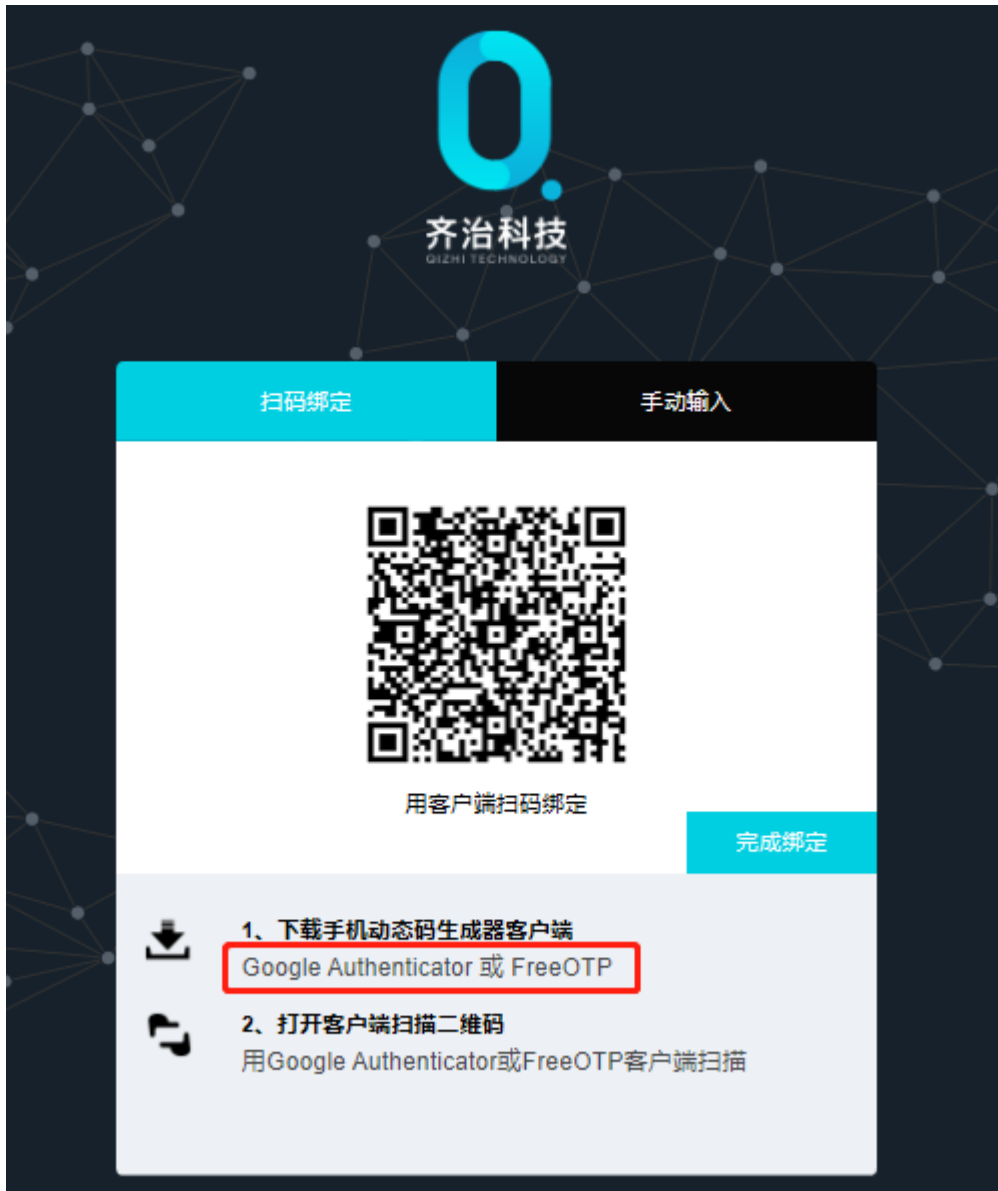 齐治科技
QIZHI TECHNOLOGY
扫码绑定
手动输入
用客户端扫码绑定
完成绑定
1、下载手机动态码生成器客户端
Google Authenticator 或 FreeOTP
2、打开客户端扫描二维码
用Google Authenticator或FreeOTP客户端扫描